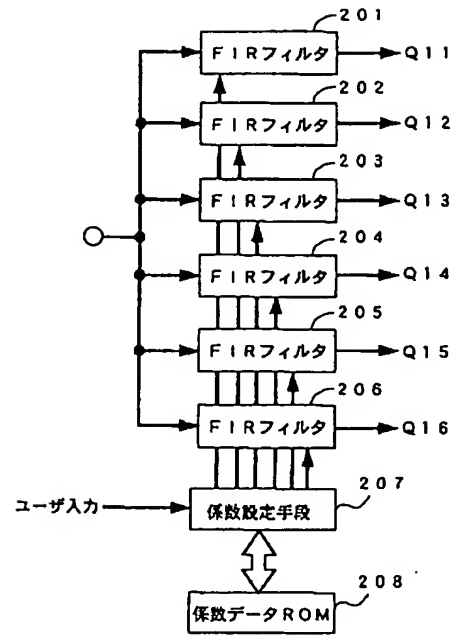 201
FIRフィルタ
Q11
202
FIRフィルタ
Q12
203
FIRフィルタ
Q13
204
FIRフィルタ
Q14
205
FIRフィルタ
Q15
206
FIRフィルタ
Q16
207
ユーザ入力
係数設定手段
208
係数データROM